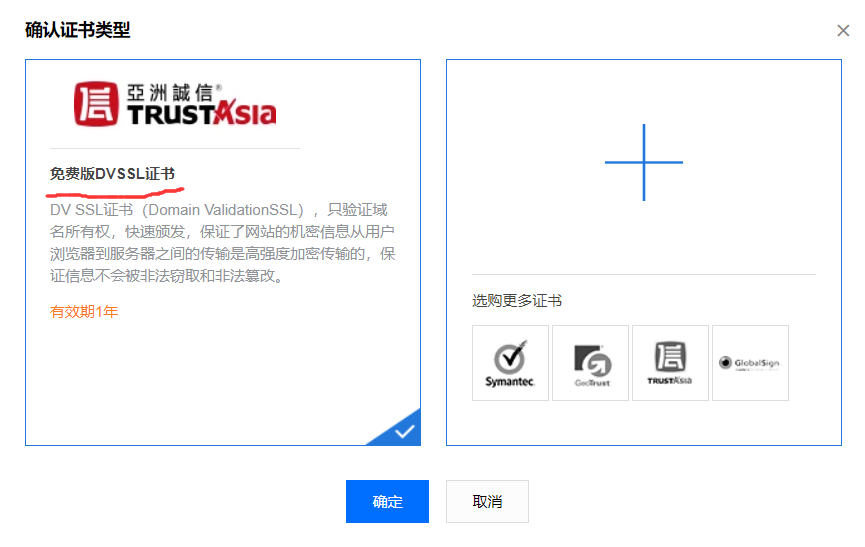 确认证书类型
亞洲誠信®
TRUSTASIA
免费版DVSSL证书
DV SSL证书（Domain ValidationSSL），只验证域
名所有权，快速颁发，保证了网站的机密信息从用户
浏览器到服务器之间的传输是高强度加密传输的，保
证信息不会被非法窃取和非法篡改。
有效期1年
选购更多证书
Symantec.
GeoTrust
TRUSTASIA
GlobalSign
确定
取消